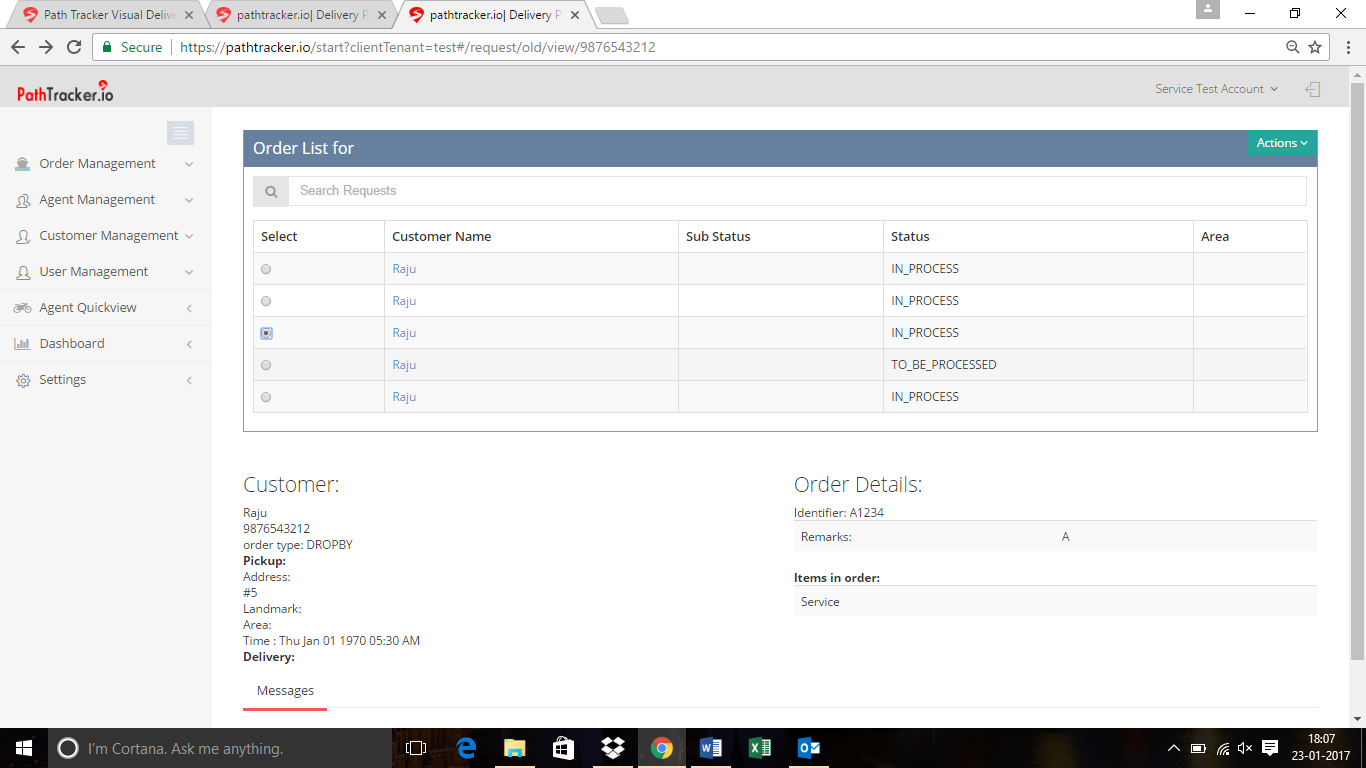 Path Tracker Visual Delive
pathtracker.io| Delivery P
pathtracker.io| Delivery P
Secure
https://pathtracker.io/start?clientTenant=test#/request/old/view/9876543212
PathTracker.io
Service Test Account
Order Management
Agent Management
Customer Management
User Management
Agent Quickview
Dashboard
Settings
Order List for
Actions
Search Requests
Select Customer Name Sub Status Status Area
Raju IN_PROCESS
Raju IN_PROCESS
Raju IN_PROCESS
Raju TO_BE_PROCESSED
Raju IN_PROCESS
Customer:
Raju
9876543212
order type: DROPBY
Pickup:
Address:
#5
Landmark:
Area:
Time : Thu Jan 01 1970 05:30 AM
Delivery:
Messages
Order Details:
Identifier: A1234
Remarks: A
Items in order:
Service
I'm Cortana. Ask me anything.
18:07
23-01-2017